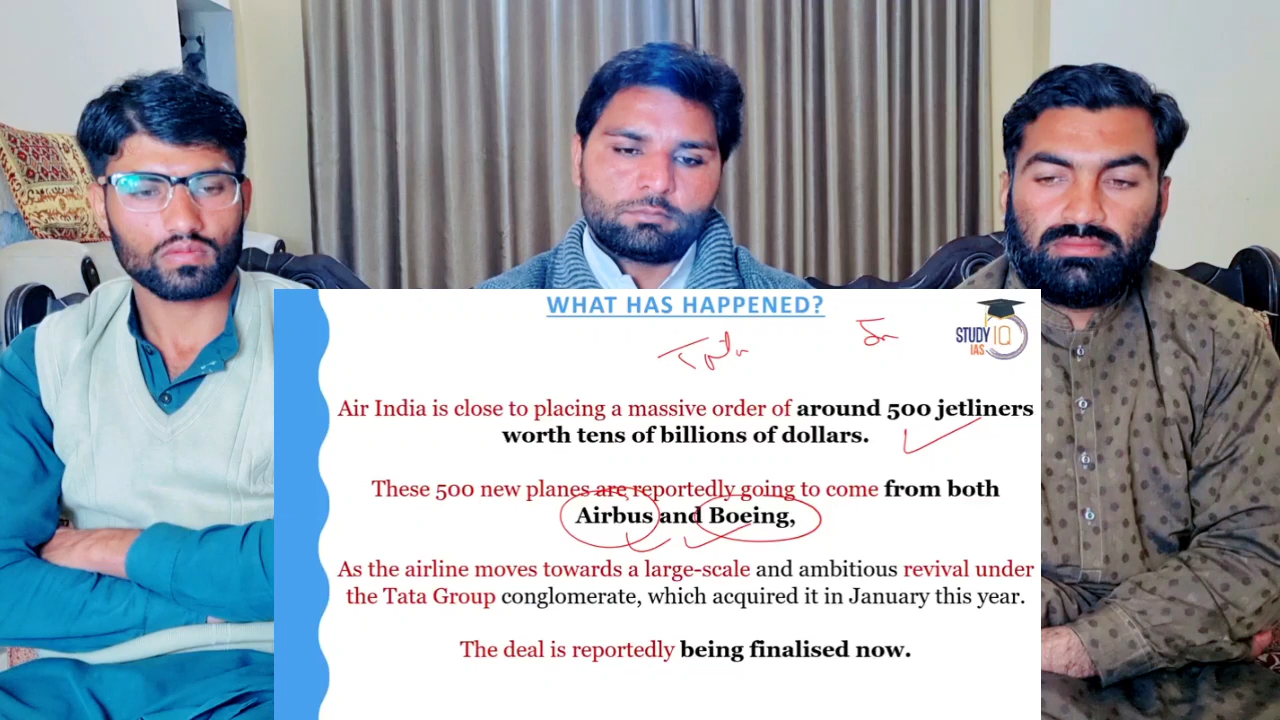 WHAT HAS HAPPENED?
STUDY IQ
IAS
Tata
Air India is close to placing a massive order of around 500 jetliners
worth tens of billions of dollars.
These 500 new planes are reportedly going to come from both
Airbus and Boeing,
As the airline moves towards a large-scale and ambitious revival under
the Tata Group conglomerate, which acquired it in January this year.
The deal is reportedly being finalised now.